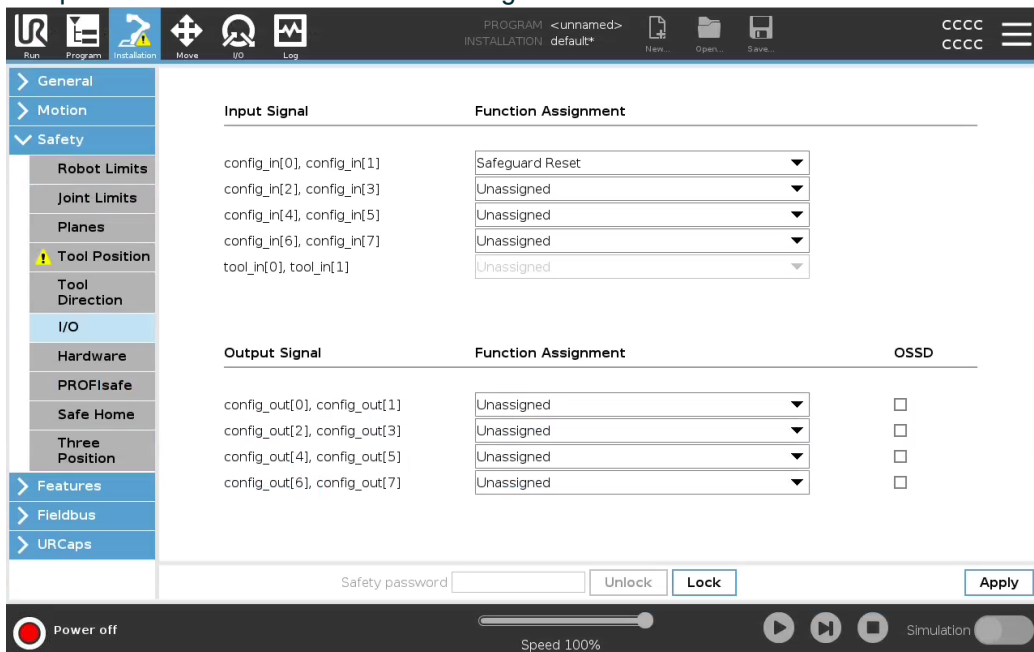 PROGRAM <unnamed>
INSTALLATION default*
New... Open... Save...
CCCC
CCCC
Run Program Installation Move I/O Log
General
Motion
Safety
Robot Limits
Joint Limits
Planes
Tool Position
Tool
Direction
I/O
Hardware
PROFIsafe
Safe Home
Three
Position
Features
Fieldbus
URCaps
Input Signal Function Assignment
config_in[0], config_in[1] Safeguard Reset
config_in[2], config_in[3] Unassigned
config_in[4], config_in[5] Unassigned
config_in[6], config_in[7] Unassigned
tool_in[0], tool_in[1] Unassigned
Output Signal Function Assignment OSSD
config_out[0], config_out[1] Unassigned
config_out[2], config_out[3] Unassigned
config_out[4], config_out[5] Unassigned
config_out[6], config_out[7] Unassigned
Safety password Unlock Lock Apply
Power off
Speed 100%
Simulation